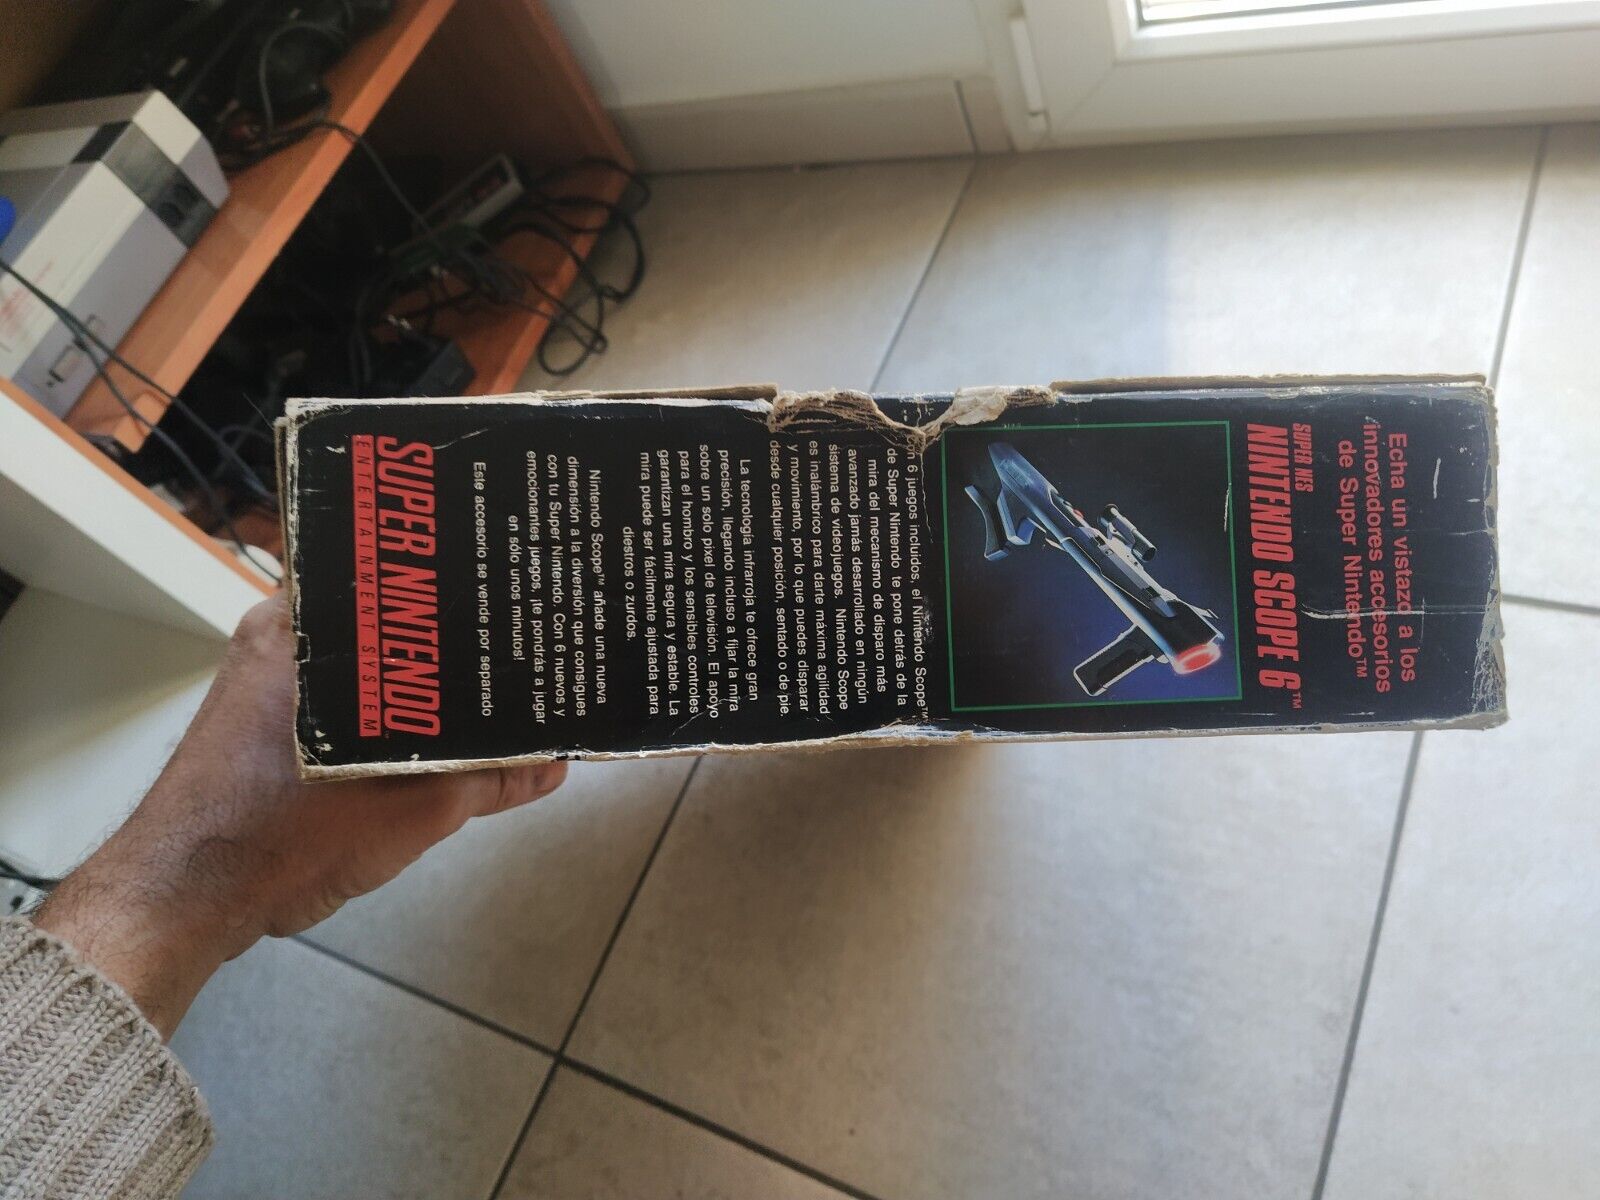 Echa un vistazo a los
innovadores accesorios
de Super Nintendo™
SUPER NES
NINTENDO SCOPE 6™
6 juegos incluidos, el Nintendo Scope™
de Super Nintendo te pone detrás de la
mira del mecanismo de disparo más
avanzado jamás desarrollado en ningún
sistema de videojuegos. Nintendo Scope
es inalámbrico para darte máxima agilidad
y movimiento, por lo que puedes disparar
desde cualquier posición, sentado o de pie.
La tecnología infrarroja te ofrece gran
precisión, llegando incluso a fijar la mira
sobre un solo pixel de televisión. El apoyo
para el hombro y los sensibles controles
garantizan una mira segura y estable. La
mira puede ser fácilmente ajustada para
diestros o zurdos.
Nintendo Scope™ añade una nueva
dimensión a la diversión que consigues
con tu Super Nintendo. Con 6 nuevos y
emocionantes juegos, ¡te pondrás a jugar
en sólo unos minutos!
Este accesorio se vende por separado
SUPER NINTENDO
ENTERTAINMENT SYSTEM